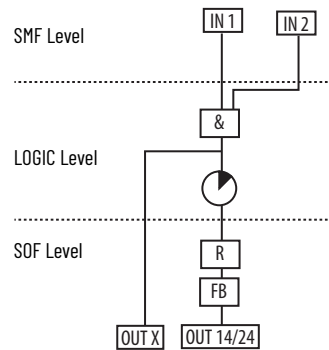 IN 1
IN 2
SMF Level
&
LOGIC Level
SOF Level
R
FB
OUT X
OUT 14/24